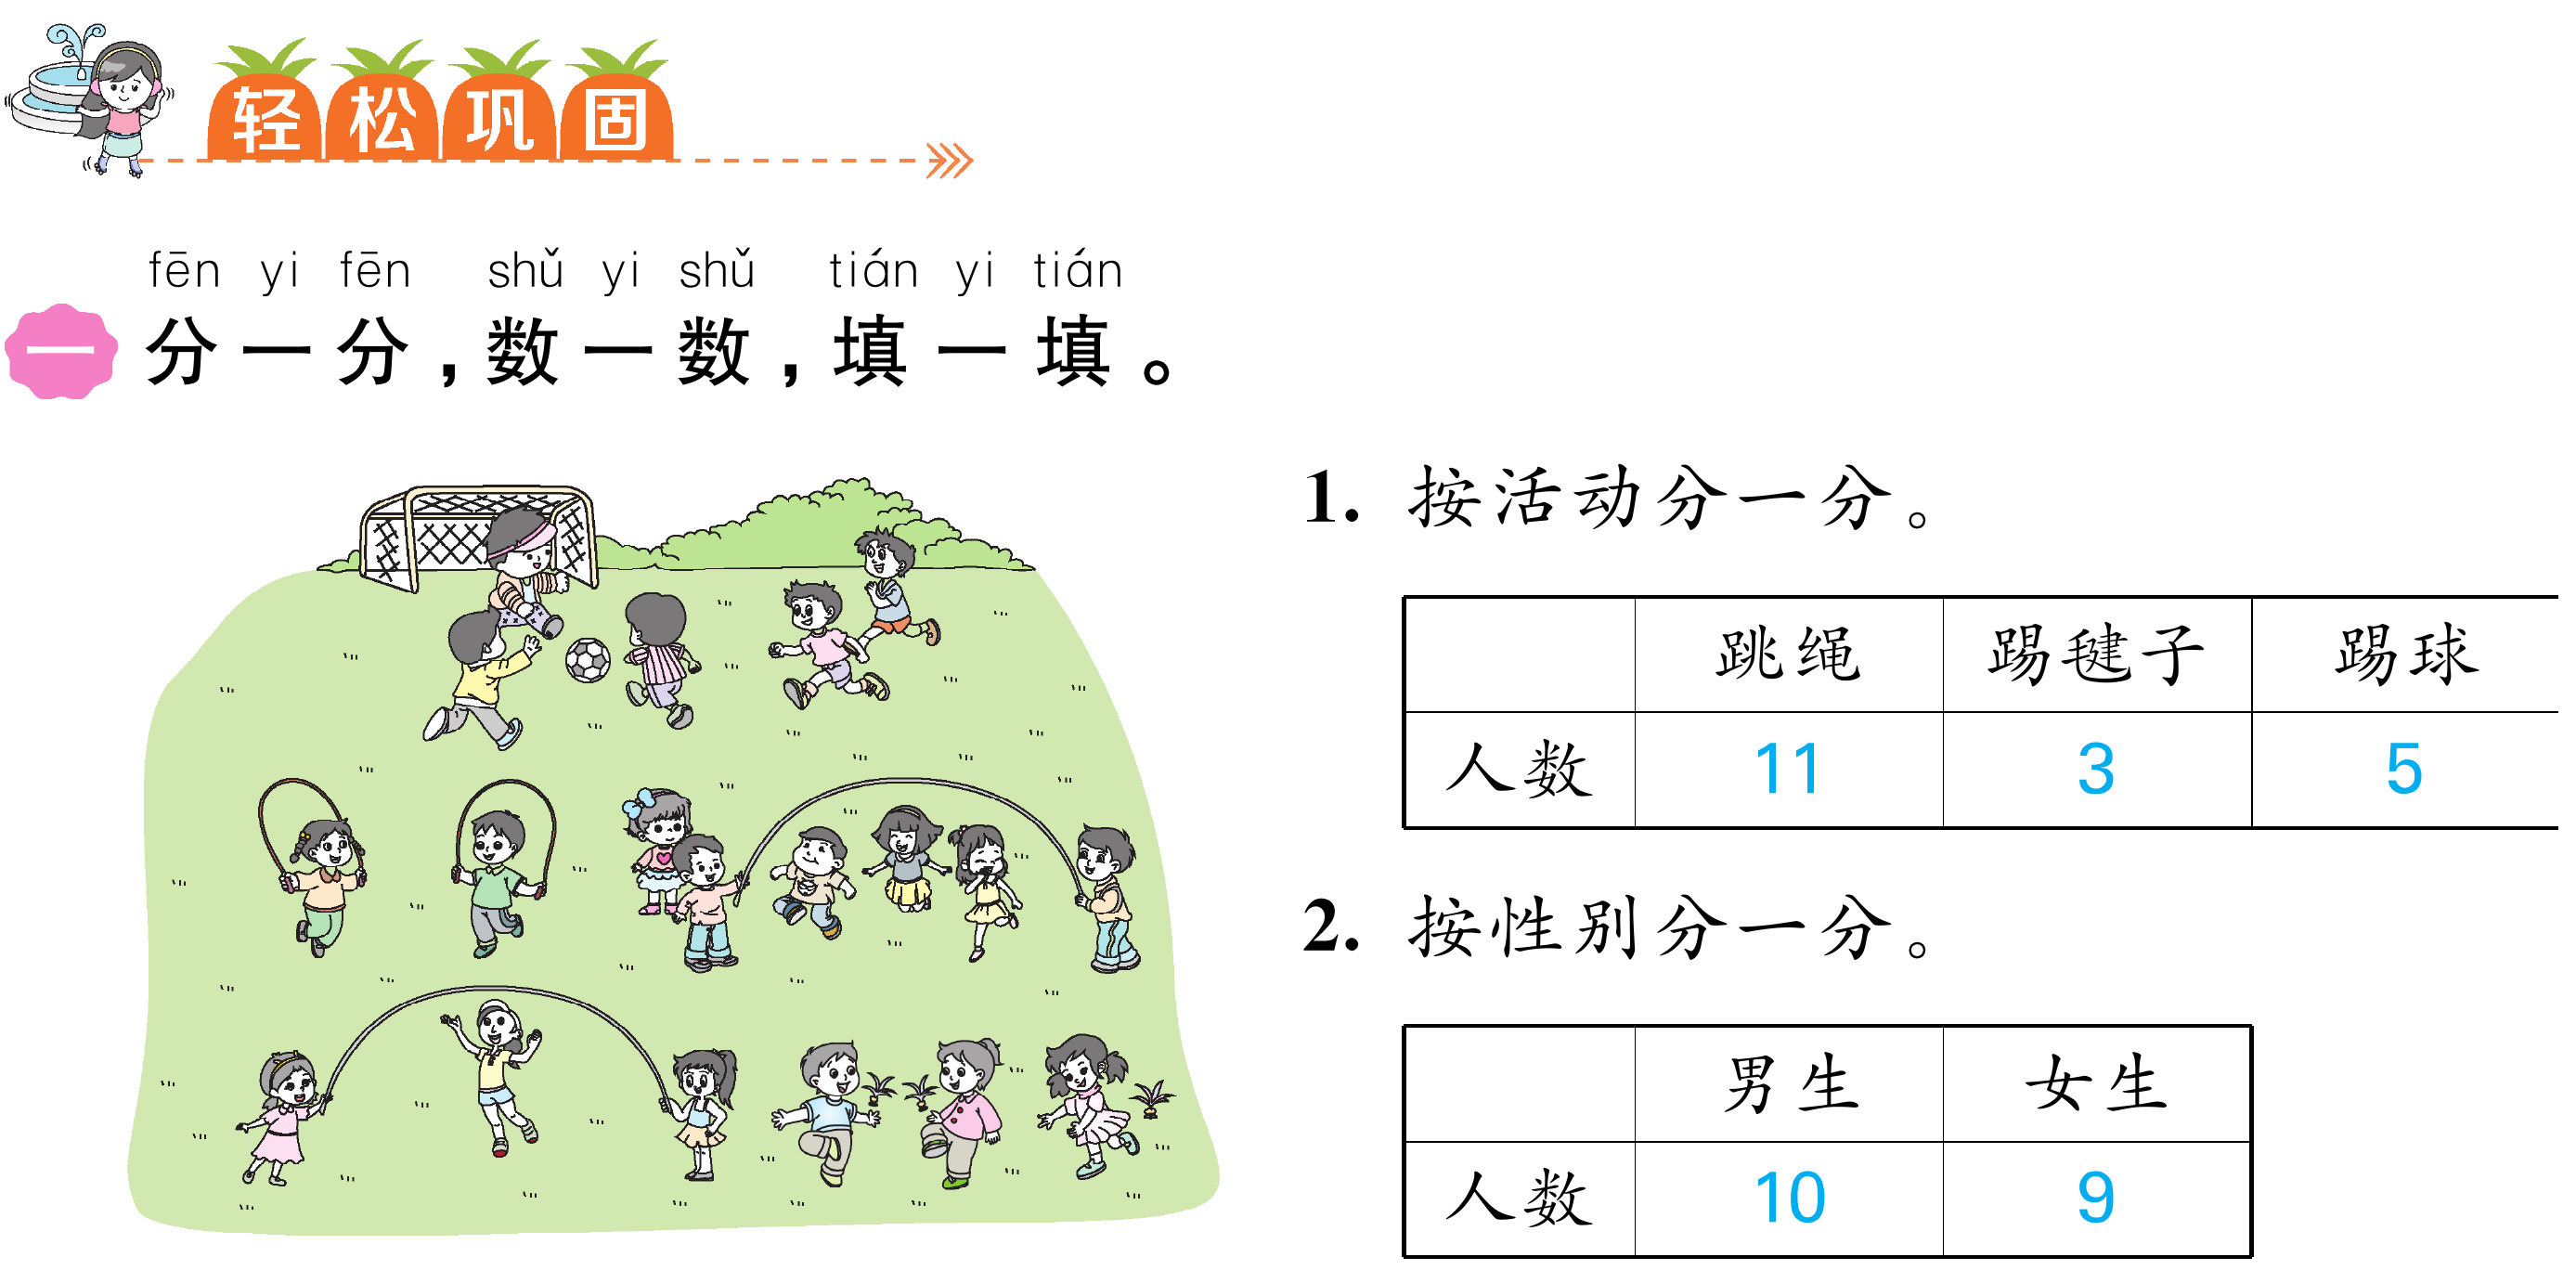 轻松巩固
fēn yi fēn shǔ yi shǔ tián yi tián
一 分一分，数一数，填一填。
1. 按活动分一分。
跳绳 踢毽子 踢球
人数 11 3 5
2. 按性别分一分。
男生 女生
人数 10 9